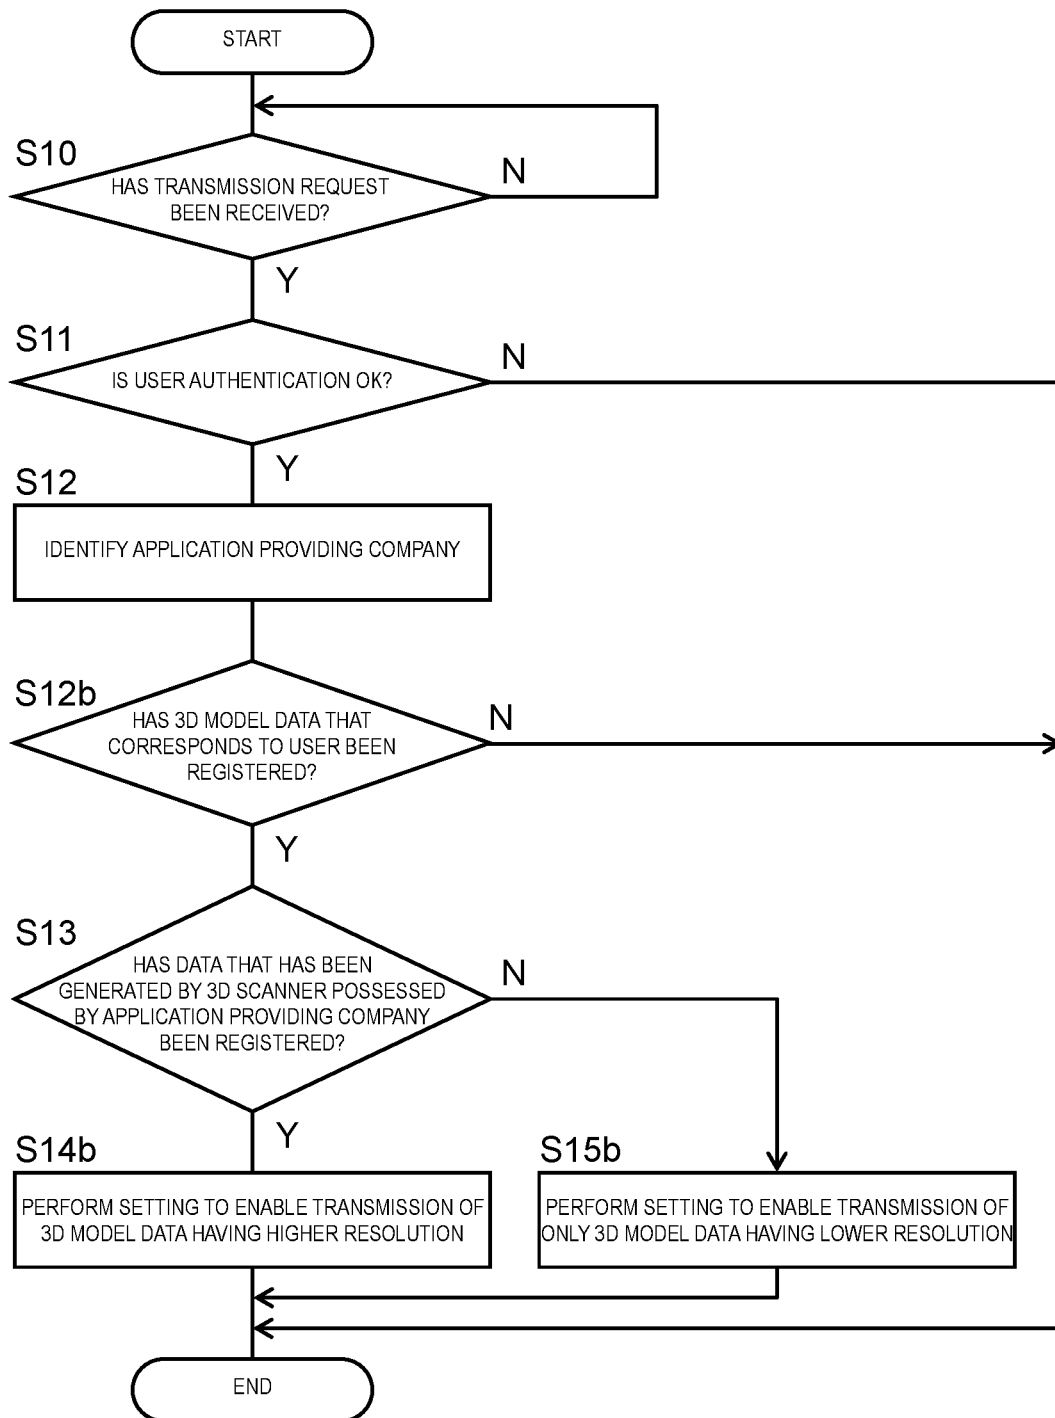 START
S10
HAS TRANSMISSION REQUEST
BEEN RECEIVED?
N
Y
S11
IS USER AUTHENTICATION OK?
N
Y
S12
IDENTIFY APPLICATION PROVIDING COMPANY
S12b
HAS 3D MODEL DATA THAT
CORRESPONDS TO USER BEEN
REGISTERED?
N
Y
S13
HAS DATA THAT HAS BEEN
GENERATED BY 3D SCANNER POSSESSED
BY APPLICATION PROVIDING COMPANY
BEEN REGISTERED?
N
Y
S14b
PERFORM SETTING TO ENABLE TRANSMISSION OF
3D MODEL DATA HAVING HIGHER RESOLUTION
S15b
PERFORM SETTING TO ENABLE TRANSMISSION OF
ONLY 3D MODEL DATA HAVING LOWER RESOLUTION
END